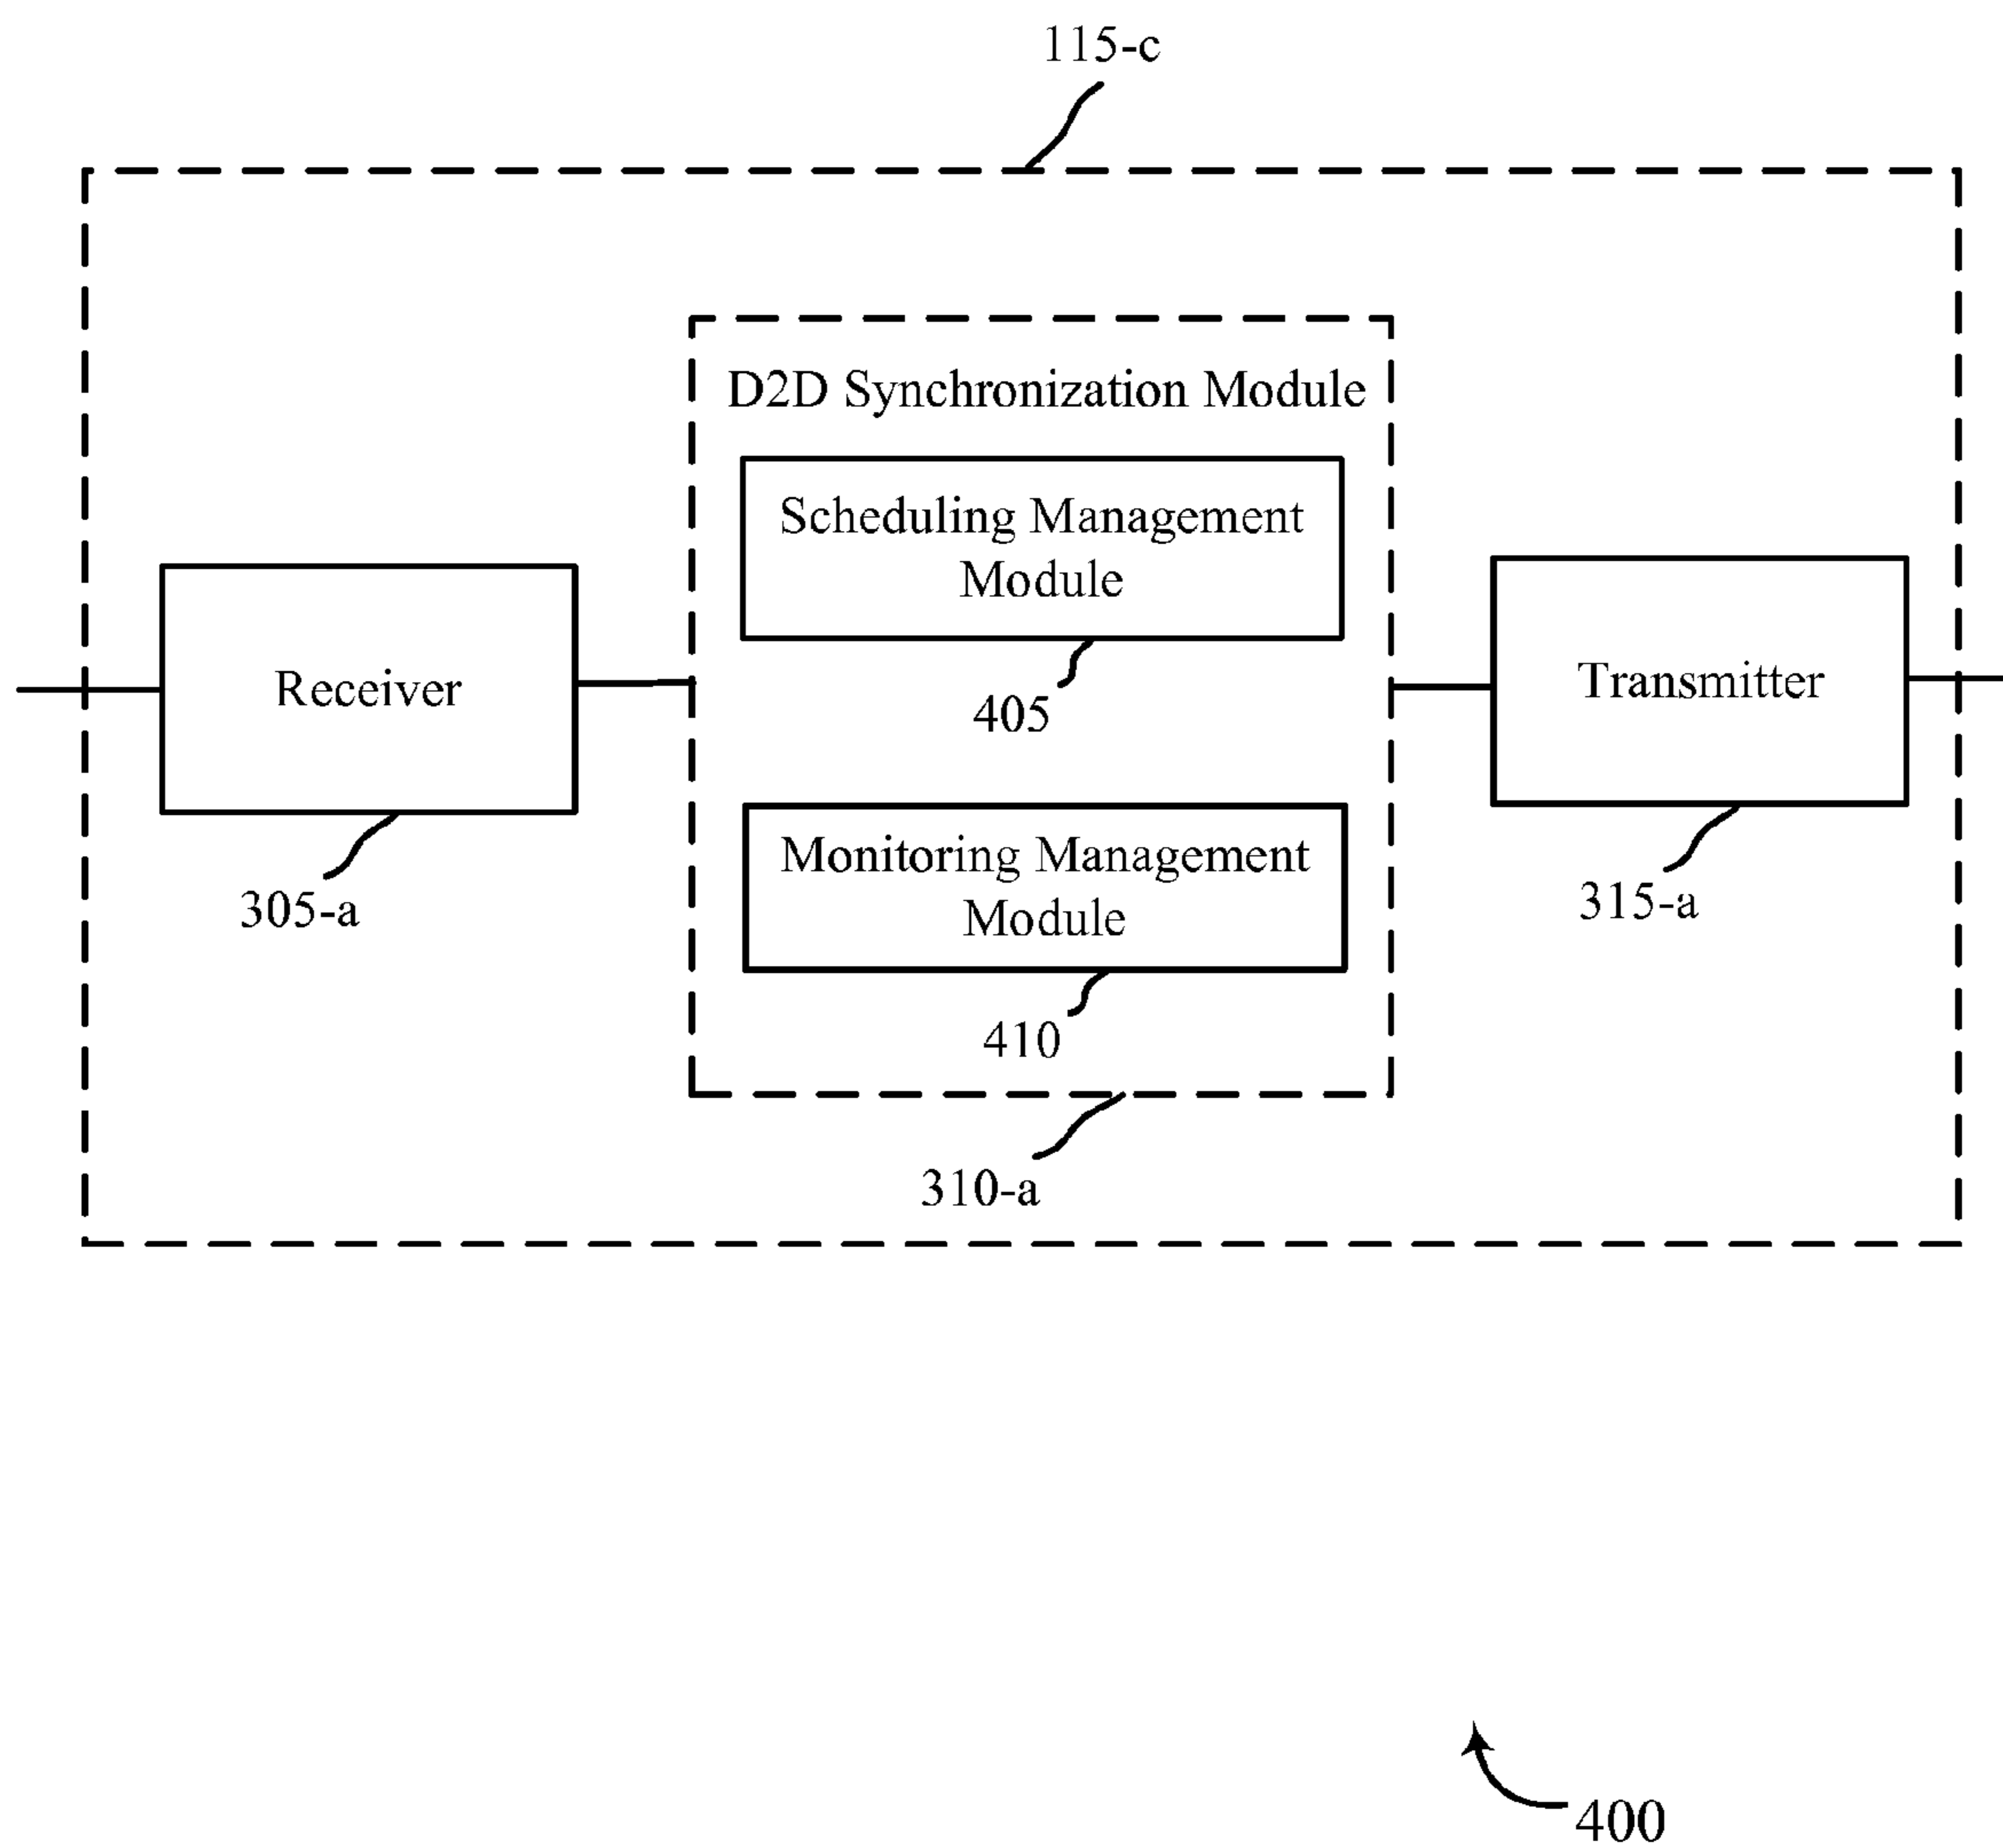 115-c
D2D Synchronization Module
Scheduling Management
Module
405
Receiver
305-a
Transmitter
315-a
Monitoring Management
Module
410
310-a
400